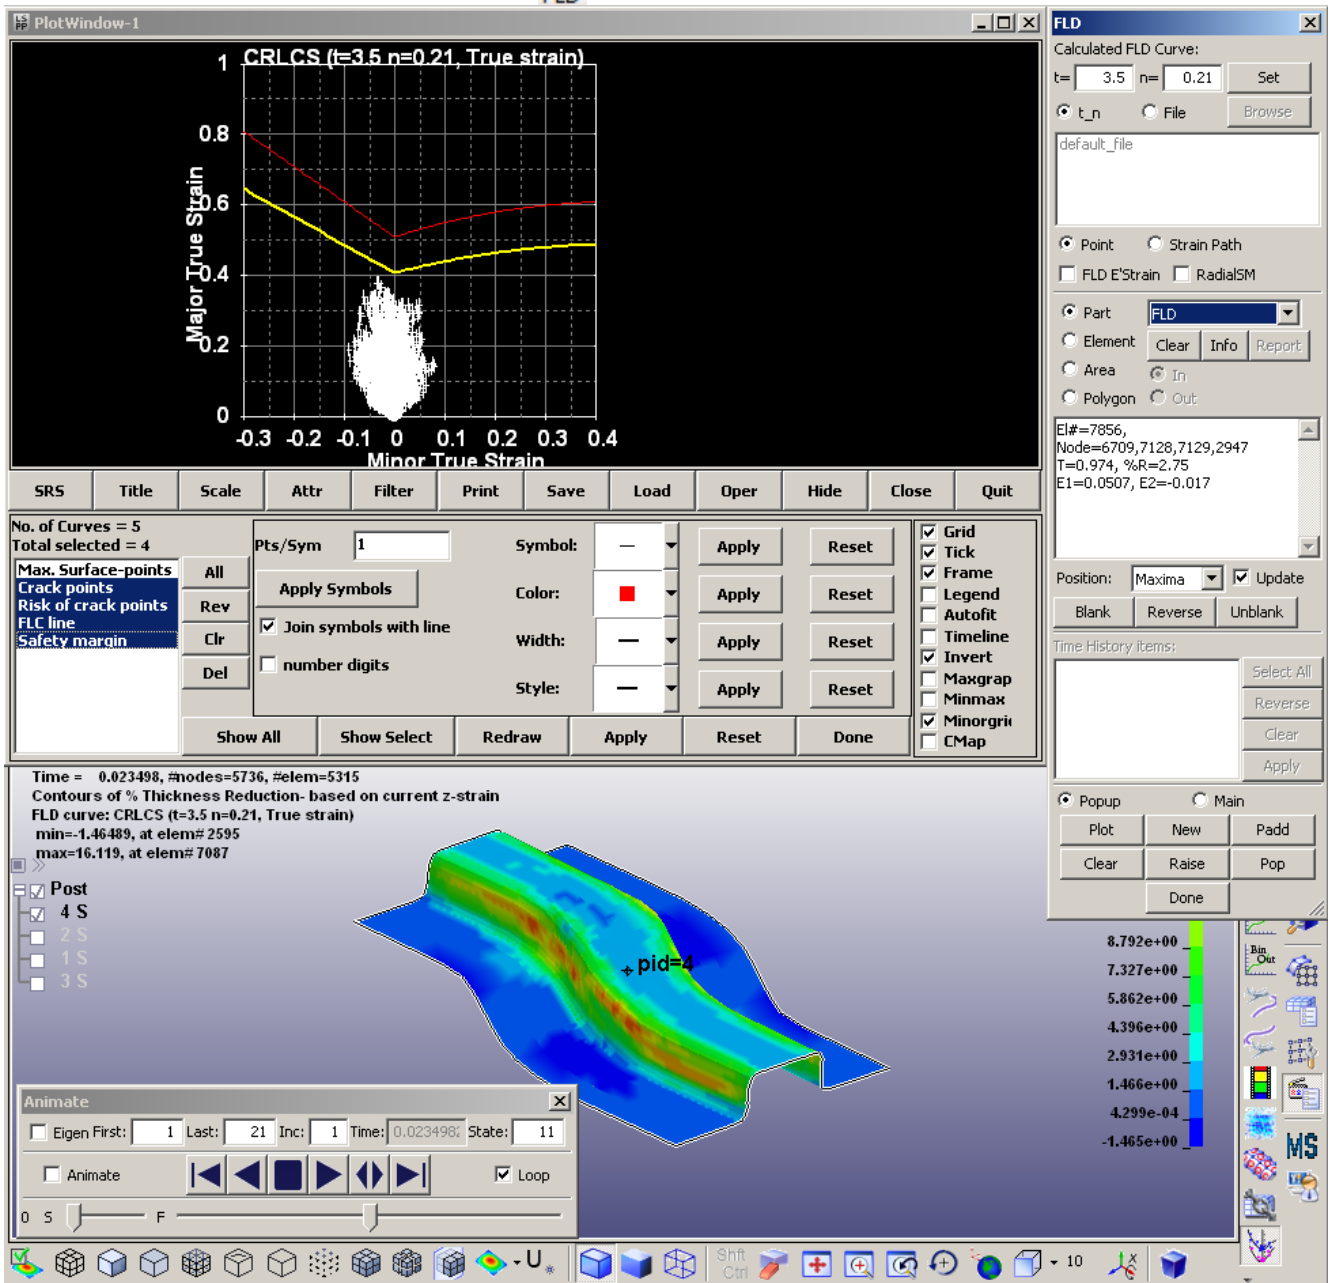 FLD
PlotWindow-1
CRLCS (t=3.5 n=0.21, True strain)
1
0.8
0.6
0.4
0.2
0
Major True Strain
-0.3 -0.2 -0.1 0 0.1 0.2 0.3 0.4
Minor True Strain
SRS Title Scale Attr Filter Print Save Load Oper Hide Close Quit
No. of Curves = 5
Total selected = 4
Max. Surface-points
Crack points
Risk of crack points
FLC line
Safety margin
All
Rev
Clr
Del
Pts/Sym 1
Apply Symbols
Join symbols with line
number digits
Symbol: Apply Reset
Color: Apply Reset
Width: Apply Reset
Style: Apply Reset
Grid
Tick
Frame
Legend
Autofit
Timeline
Invert
Maxgrap
Minmax
Minorgri
CMap
Show All Show Select Redraw Apply Reset Done
FLD
Calculated FLD Curve:
t= 3.5 n= 0.21 Set
t_n File Browse
default_file
Point Strain Path
FLD E'Strain RadialSM
Part FLD
Element Clear Info Report
Area In
Polygon Out
El#=7856,
Node=6709,7128,7129,2947
T=0.974, %R=2.75
E1=0.0507, E2=-0.017
Position: Maxima Update
Blank Reverse Unblank
Time History items:
Select All
Reverse
Clear
Apply
Popup Main
Plot New Padd
Clear Raise Pop
Done
Time = 0.023498, #nodes=5736, #elem=5315
Contours of % Thickness Reduction- based on current z-strain
FLD curve: CRLCS (t=3.5 n=0.21, True strain)
min=-1.46489, at elem# 2595
max=16.119, at elem# 7087
Post
4 S
2 S
1 S
3 S
pid=4
8.792e+00
7.327e+00
5.862e+00
4.396e+00
2.931e+00
1.466e+00
4.299e-04
-1.465e+00
Bin
Out
MS
Animate
Eigen First: 1 Last: 21 Inc: 1 Time: 0.0234982 State: 11
Animate Loop
0 S F
U
Shft
Ctrl
10